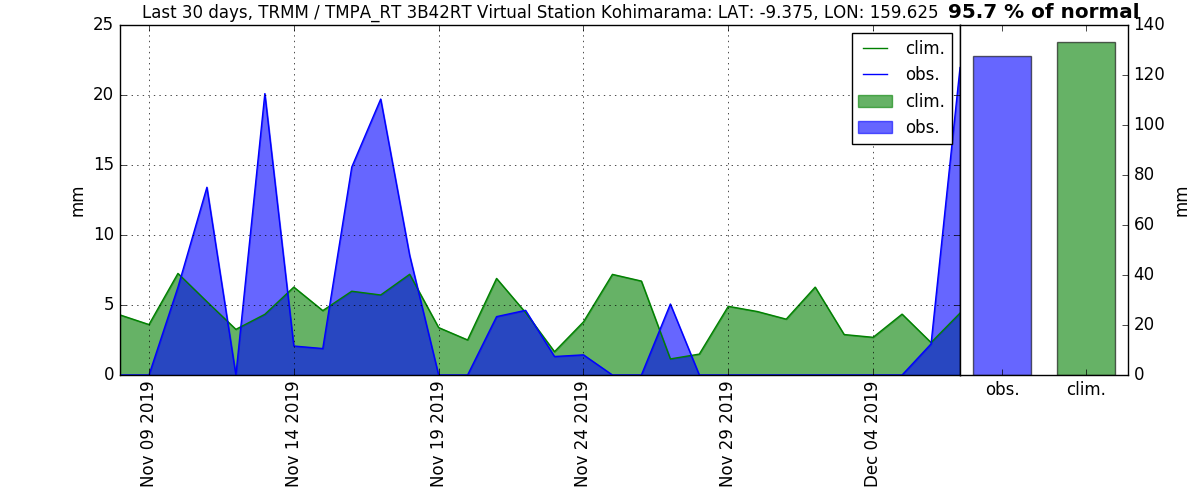 Last 30 days, TRMM / TMPA_RT 3B42RT Virtual Station Kohimarama: LAT: -9.375, LON: 159.625
95.7 % of normal
25
20
15
10
5
0
mm
clim.
obs.
clim.
obs.
140
120
100
80
60
40
20
0
mm
Nov 09 2019
Nov 14 2019
Nov 19 2019
Nov 24 2019
Nov 29 2019
Dec 04 2019
obs.
clim.